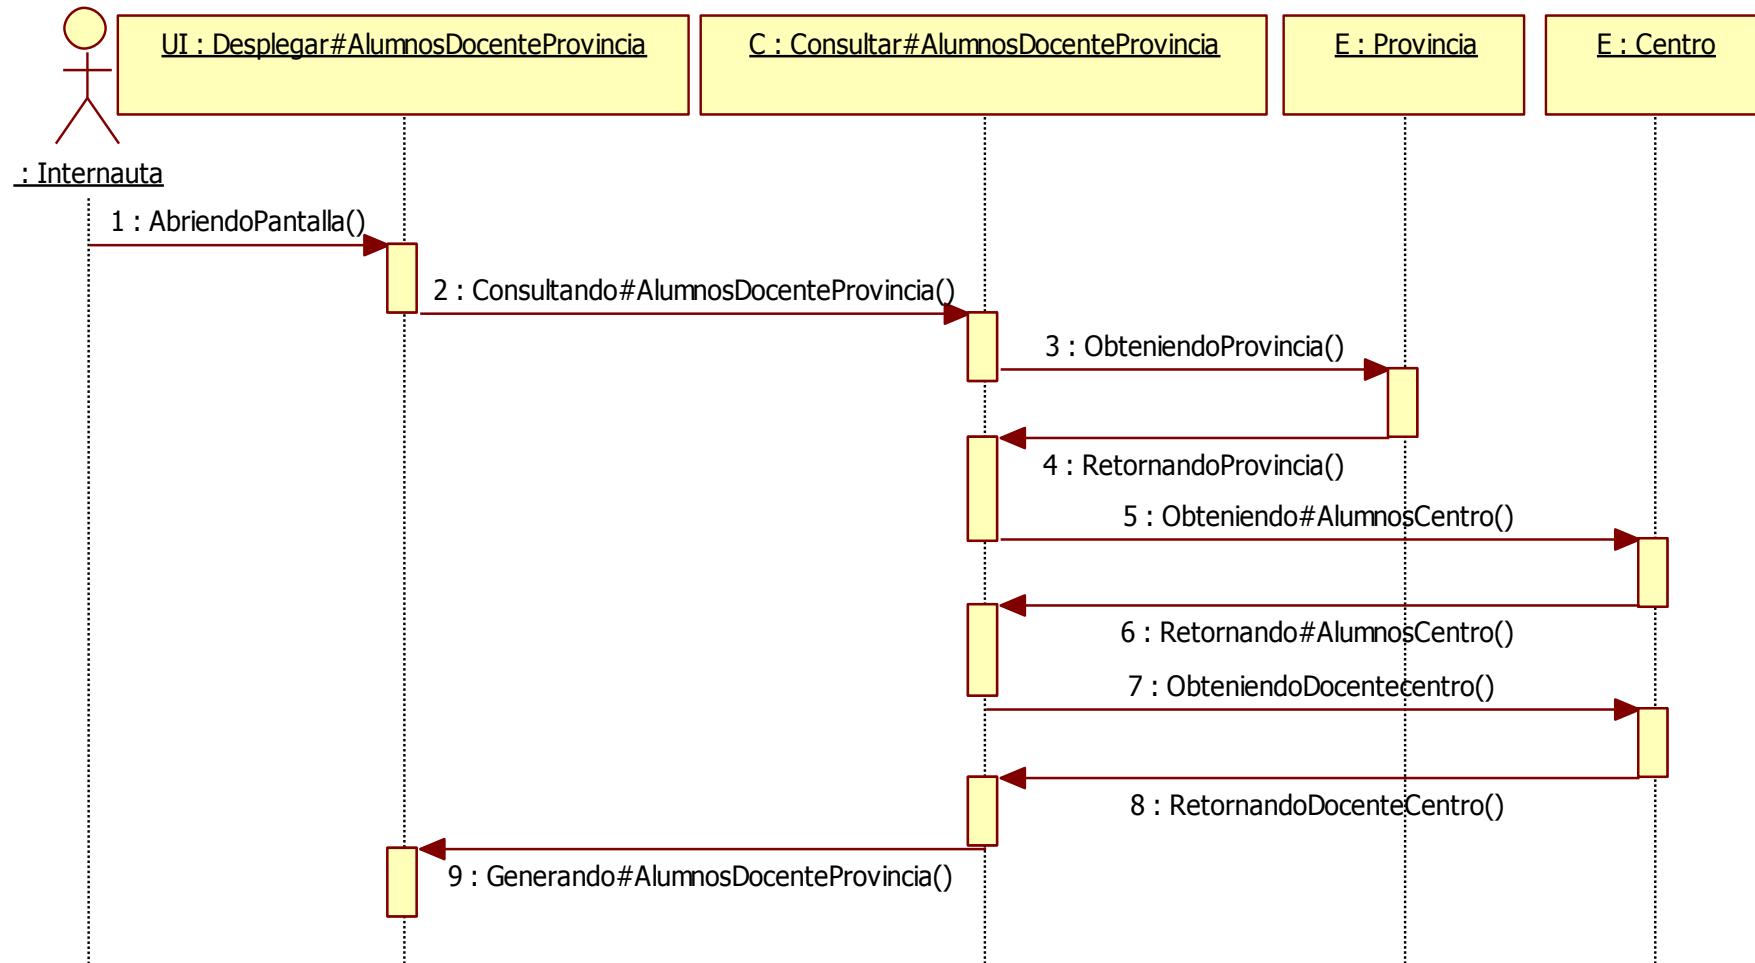 UI : Desplegar#AlumnosDocenteProvincia
C : Consultar#AlumnosDocenteProvincia
E : Provincia
E : Centro
: Internauta
1 : AbriendoPantalla()
2 : Consultando#AlumnosDocenteProvincia()
3 : ObteniendoProvincia()
4 : RetornandoProvincia()
5 : Obteniendo#AlumnosCentro()
6 : Retornando#AlumnosCentro()
7 : ObteniendoDocentecentro()
8 : RetornandoDocenteCentro()
9 : Generando#AlumnosDocenteProvincia()